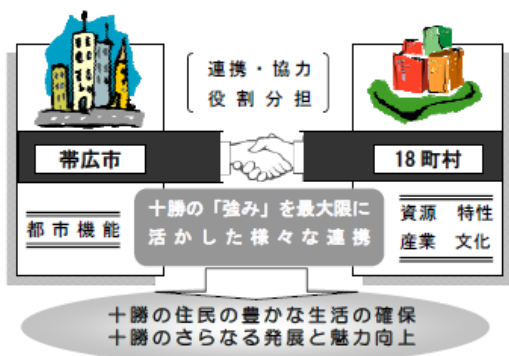 連携・協力
役割分担
帯広市
18町村
都市機能
十勝の「強み」を最大限に
活かした様々な連携
資源 特性
産業 文化
十勝の住民の豊かな生活の確保
十勝のさらなる発展と魅力向上